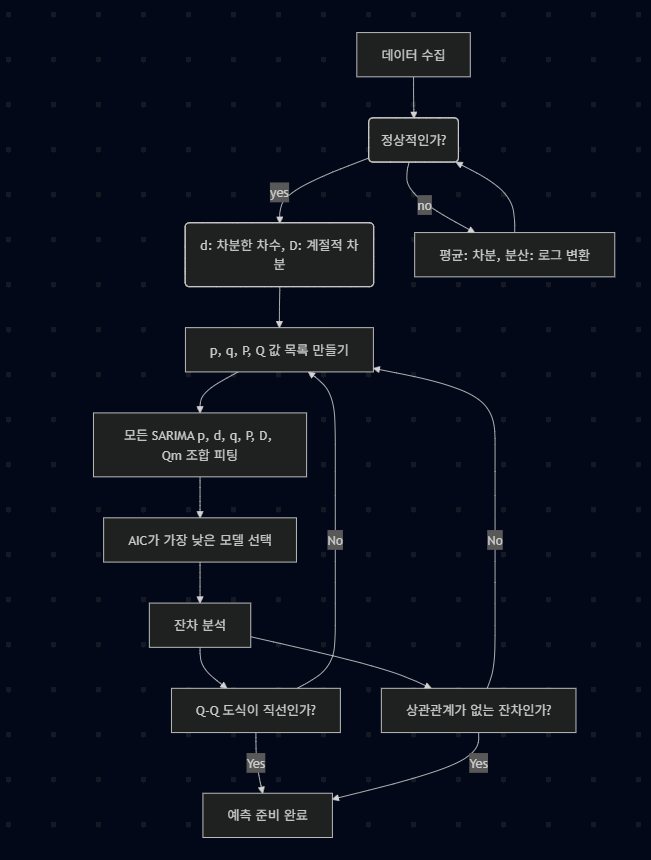 데이터 수집
정상적인가?
yes
no
d: 차분한 차수, D: 계절적 차
분
평균: 차분, 분산: 로그 변환
p, q, P, Q 값 목록 만들기
모든 SARIMA p, d, q, P, D,
Qm 조합 피팅
AIC가 가장 낮은 모델 선택
No
No
잔차 분석
Q-Q 도식이 직선인가?
상관관계가 없는 잔차인가?
Yes
Yes
예측 준비 완료